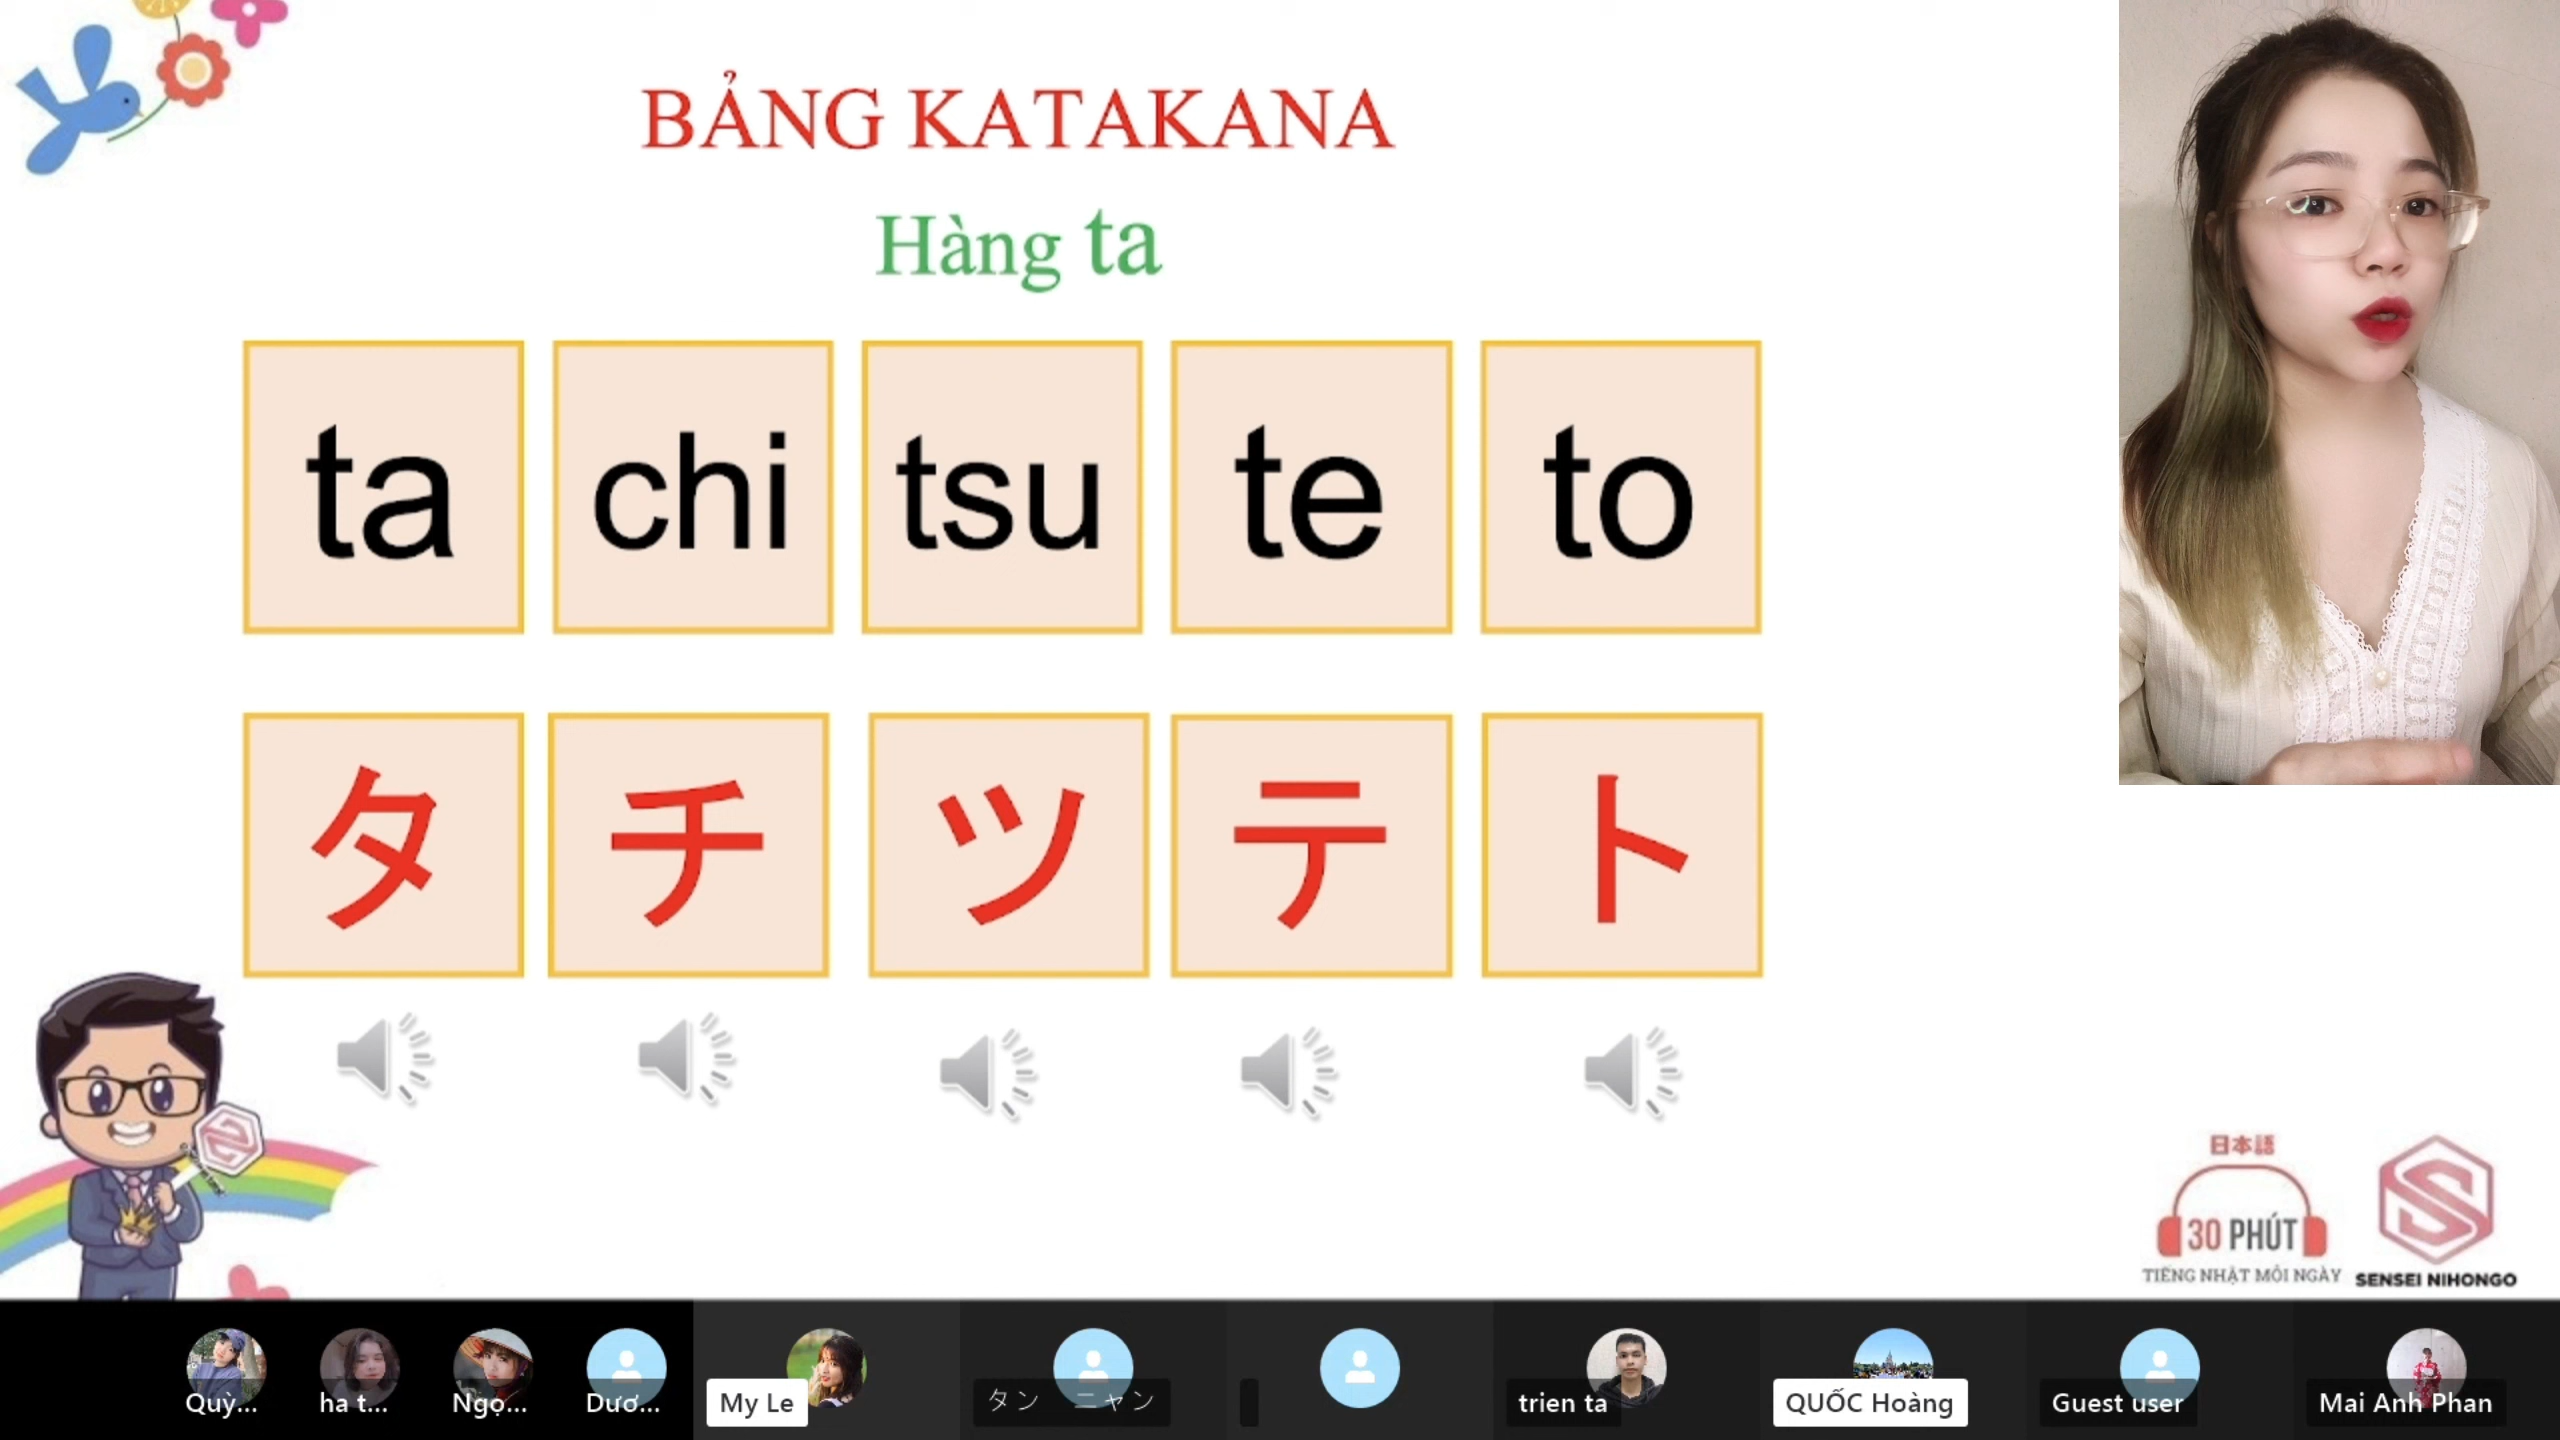 BẢNG KATAKANA
Hàng ta
ta chi tsu te to
タ チ ツ テ ト
日本語
30 PHÚT
TIẾNG NHẬT MỖI NGÀY
SENSEI NIHONGO
Quỳ... ha t... Ngọ... Dươ... My Le タン ニャン trien ta QUỐC Hoàng Guest user Mai Anh Phan